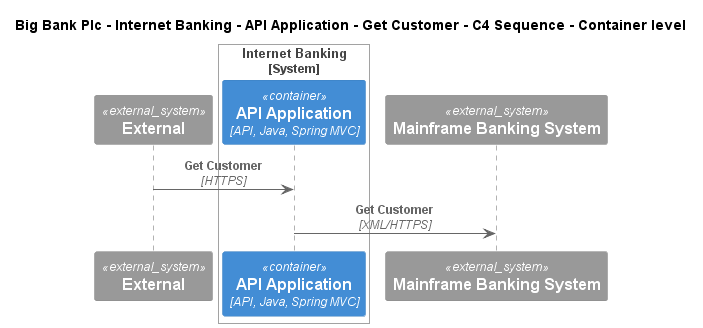 Big Bank Plc - Internet Banking - API Application - Get Customer - C4 Sequence - Container level
Internet Banking
[System]
«external_system»
External
«container»
API Application
[API, Java, Spring MVC]
«external_system»
Mainframe Banking System
Get Customer
[HTTPS]
Get Customer
[XML/HTTPS]
«external_system»
External
«container»
API Application
[API, Java, Spring MVC]
«external_system»
Mainframe Banking System